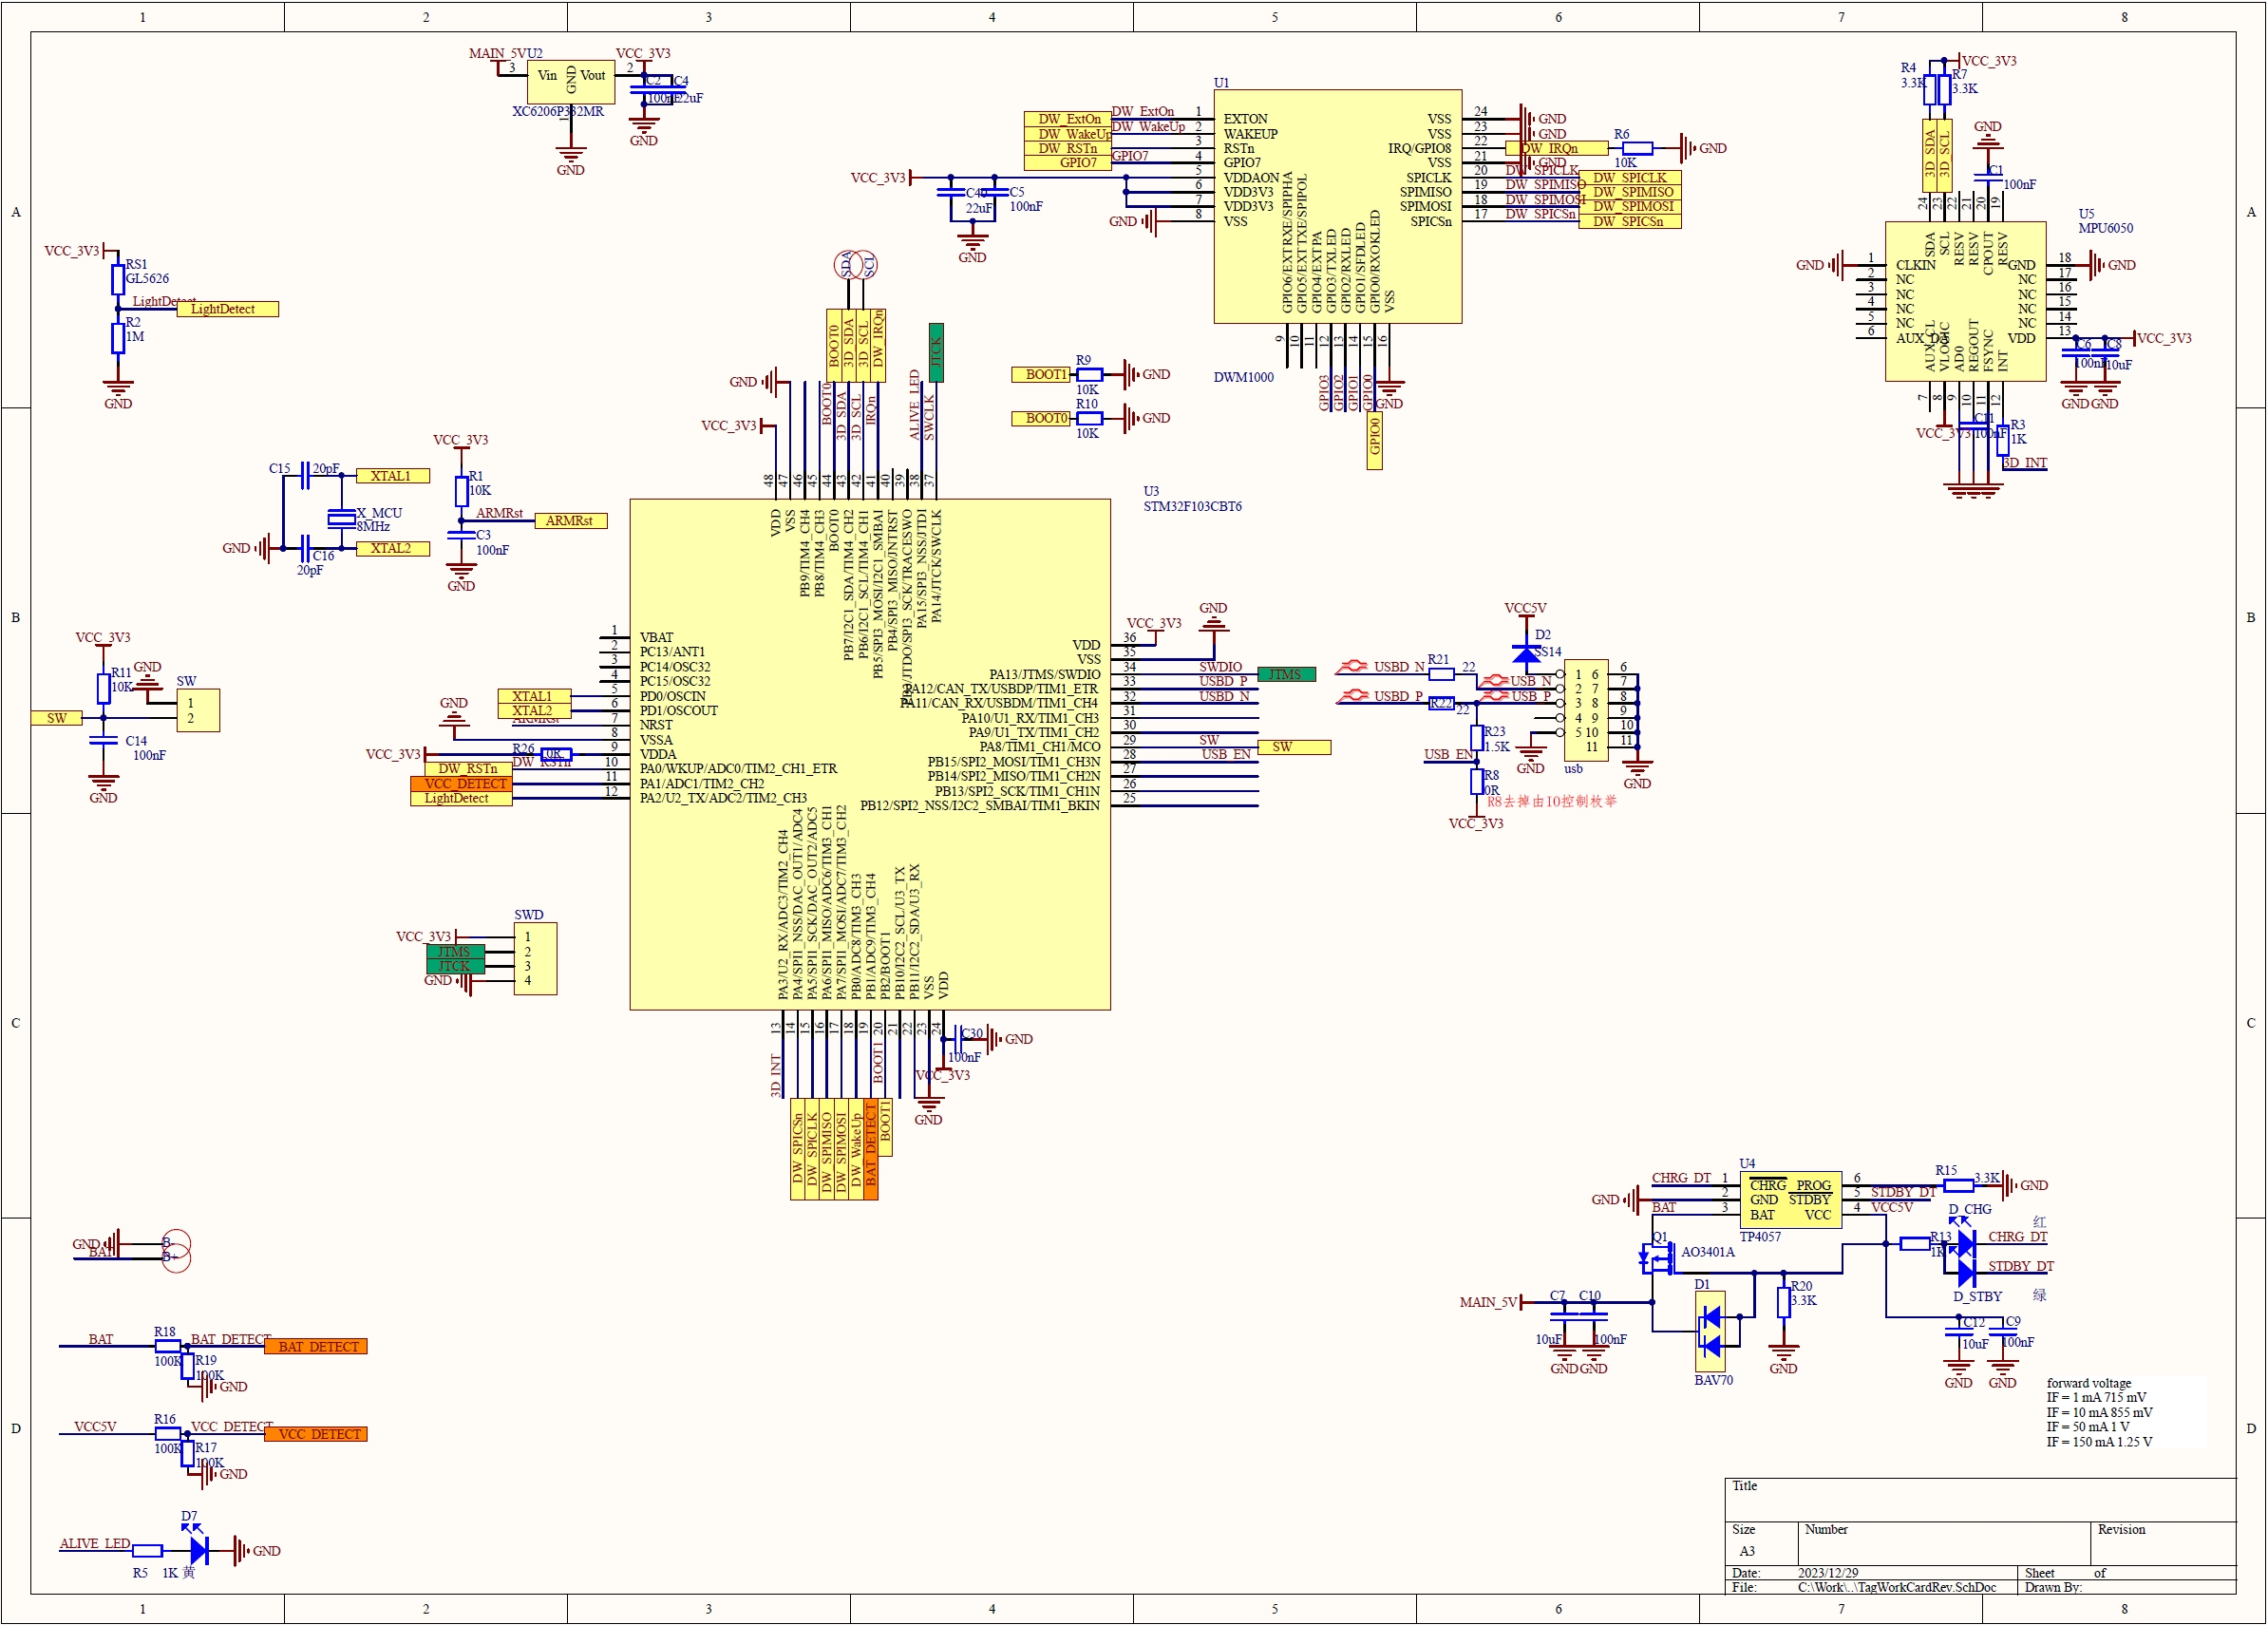 1 2 3 4 5 6 7 8
A
B
C
D
MAIN_5V U2 VCC_3V3
3 Vin GND Vout 2
1
XC6206P332MR
C2 C4
100nF 22uF
GND
GND
VCC_3V3
RS1
GL5626
LightDetect LightDetect
R2
1M
GND
U1
DW_ExtOn DW_ExtOn 1 EXTON
DW_WakeUp DW_WakeUp 2 WAKEUP
DW_RSTn 3 RSTn
GPIO7 GPIO7 4 GPIO7
VCC_3V3 5 VDDAON
6 VDD3V3
7 VDD3V3
GND 8 VSS
22uF
C5
100nF
GND
VSS 24 GND
VSS 23 GND
IRQ/GPIO8 22 DW_IRQn R6 10K GND
VSS 21 GND
SPICLK 20 DW_SPICLK DW_SPICLK
SPIMISO 19 DW_SPIMISO DW_SPIMISO
SPIMOSI 18 DW_SPIMOSI DW_SPIMOSI
SPICSn 17 DW_SPICSn DW_SPICSn
GPIO6/EXTRXE/SPIPHA
GPIO5/EXTTXE/SPIPOL
GPIO4/EXTPA
GPIO3/TXLED
GPIO2/RXLED
GPIO1/SFDLED
GPIO0/RXOKLED
VSS
9 10 11 12 13 14 15 16
GPIO3 GPIO2 GPIO1 GPIO0 GND
GPIO0
DWM1000
BOOT1 R9 10K GND
BOOT0 R10 10K GND
R4
3.3K
R7
3.3K
VCC_3V3
3D_SDA 3D_SCL
GND
C1
100nF
24 23 22 21 20 19
U5
MPU6050
SDA SCL RESV RESV CPOUT RESV
GND 1 CLKIN
2 NC
3 NC
4 NC
5 NC
6 AUX_DA
GND 18 GND
NC 17
NC 16
NC 15
NC 14
VDD 13 VCC_3V3
AUX_CL VLOGIC AD0 REGOUT FSYNC INT
7 8 9 10 11 12
C6
100nF
C8
10uF
GND GND
VCC_3V3
C11
100nF
R3
1K
3D_INT
C15 20pF XTAL1
X_MCU
8MHz
GND C16 XTAL2
20pF
VCC_3V3
R1
10K
ARMRst ARMRst
C3
100nF
GND
VCC_3V3
R11
10K
GND
SW
1
2
SW
C14
100nF
GND
SDA SCL
BOOT0 3D_SDA 3D_SCL DW_IRQn JTCK
GND
VCC_3V3
BOOT0 3D_SDA 3D_SCL IRQn ALIVE_LED SWCLK
48 47 46 45 44 43 42 41 40 39 38 37
U3
STM32F103CBT6
VDD
VSS
PB9/TIM4_CH4
PB8/TIM4_CH3
BOOT0
PB7/I2C1_SDA/TIM4_CH2
PB6/I2C1_SCL/TIM4_CH1
PB5/SPI3_MOSI/I2C1_SMBAI
PB4/SPI3_MISO/JNTRST
PB3/JTDO/SPI3_SCK/TRACESWO
PA15/SPI3_NSS/JTDI
PA14/JTCK/SWCLK
1 VBAT
2 PC13/ANT1
3 PC14/OSC32
4 PC15/OSC32
XTAL1 5 PD0/OSCIN
XTAL2 6 PD1/OSCOUT
ARMRst 7 NRST
GND 8 VSSA
VCC_3V3 R26 0R 9 VDDA
DW_RSTn DW_RSTn 10 PA0/WKUP/ADC0/TIM2_CH1_ETR
VCC_DETECT 11 PA1/ADC1/TIM2_CH2
LightDetect 12 PA2/U2_TX/ADC2/TIM2_CH3
VDD 36 VCC_3V3
VSS 35 GND
PA13/JTMS/SWDIO 34 SWDIO JTMS
PA12/CAN_TX/USBDP/TIM1_ETR 33 USBD_P
PA11/CAN_RX/USBDM/TIM1_CH4 32 USBD_N
PA10/U1_RX/TIM1_CH3 31
PA9/U1_TX/TIM1_CH2 30
PA8/TIM1_CH1/MCO 29 SW SW
PB15/SPI2_MOSI/TIM1_CH3N 28 USB_EN
PB14/SPI2_MISO/TIM1_CH2N 27
PB13/SPI2_SCK/TIM1_CH1N 26
PB12/SPI2_NSS/I2C2_SMBAI/TIM1_BKIN 25
PA3/U2_RX/ADC3/TIM2_CH4
PA4/SPI1_NSS/DAC_OUT1/ADC4
PA5/SPI1_SCK/DAC_OUT2/ADC5
PA6/SPI1_MISO/ADC6/TIM3_CH1
PA7/SPI1_MOSI/ADC7/TIM3_CH2
PB0/ADC8/TIM3_CH3
PB1/ADC9/TIM3_CH4
PB2/BOOT1
PB10/I2C2_SCL/U3_TX
PB11/I2C2_SDA/U3_RX
VSS
VDD
13 14 15 16 17 18 19 20 21 22 23 24
3D_INT BOOT1
C30
100nF
GND
VCC_3V3
GND
DW_SPICSn DW_SPICLK DW_SPIMISO DW_SPIMOSI DW_WakeUp BAT_DETECT BOOT1
VCC5V
D2
SS14
USBD_N R21 22 USB_N
USBD_P R22 22 USB_P
R23
1.5K
USB_EN
R8
0R
R8去掉由IO控制枚举
VCC_3V3
1 6 6
2 7 7
3 8 8
4 9 9
5 10 10
11 11
usb
GND
GND
SWD
VCC_3V3 1
JTMS 2
JTCK 3
GND 4
GND B-
BAT B+
BAT R18 BAT_DETECT BAT_DETECT
100K R19
100K
GND
VCC5V R16 VCC_DETECT VCC_DETECT
100K R17
100K
GND
D7
ALIVE_LED GND
R5 1K 黄
U4
CHRG_DT 1 CHRG PROG 6 R15 3.3K GND
GND 2 GND STDBY 5 STDBY_DT
BAT 3 BAT VCC 4 VCC5V
TP4057
Q1
AO3401A
D_CHG 红
R13 CHRG_DT
1K
STDBY_DT
D_STBY 绿
MAIN_5V C7 C10
10uF 100nF
GND GND
D1
BAV70
R20
3.3K
GND
C12
10uF
C9
100nF
GND GND
forward voltage
IF = 1 mA 715 mV
IF = 10 mA 855 mV
IF = 50 mA 1 V
IF = 150 mA 1.25 V
Title
Size Number Revision
A3
Date: 2023/12/29 Sheet of
File: C:\Work\..\TagWorkCardRev.SchDoc Drawn By:
1 2 3 4 5 6 7 8